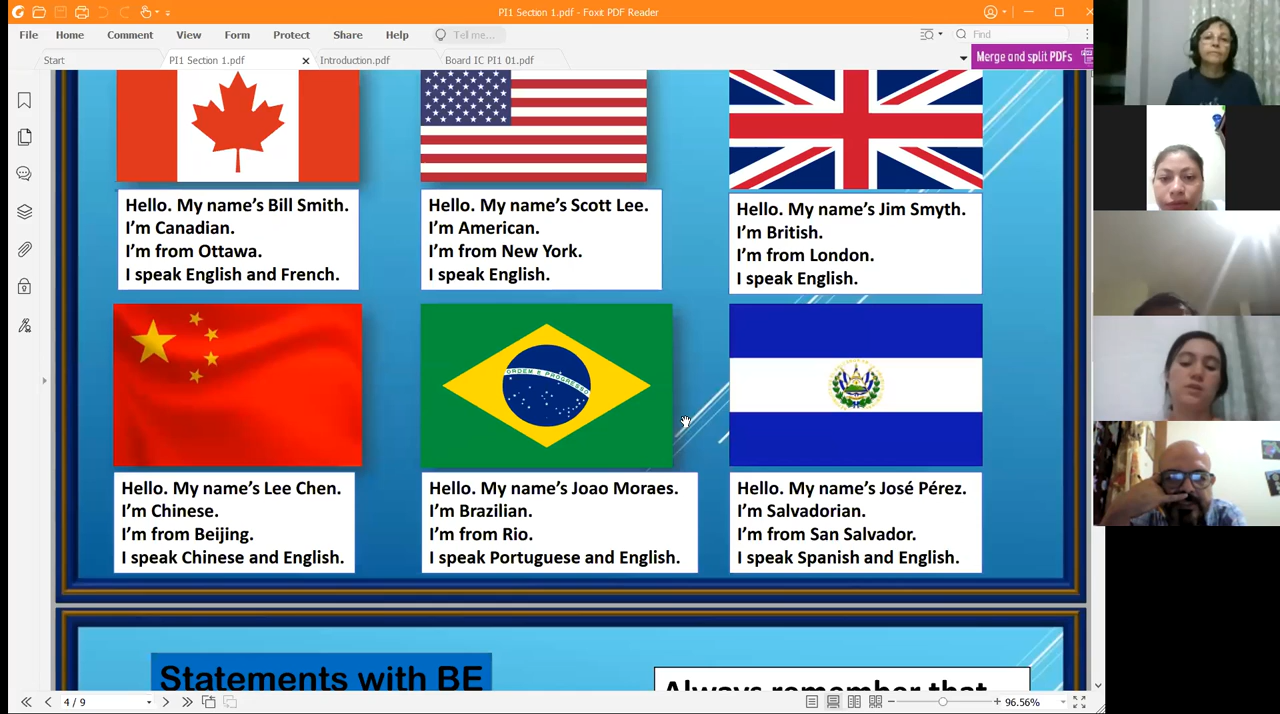 PI1 Section 1.pdf - Foxit PDF Reader
File Home Comment View Form Protect Share Help Tell me... Find
Start PI1 Section 1.pdf Introduction.pdf Board IC PI1 01.pdf Merge and split PDFs
Hello. My name’s Bill Smith.
I’m Canadian.
I’m from Ottawa.
I speak English and French.
Hello. My name’s Scott Lee.
I’m American.
I’m from New York.
I speak English.
Hello. My name’s Jim Smyth.
I’m British.
I’m from London.
I speak English.
ORDEM E PROGRESSO
Hello. My name’s Lee Chen.
I’m Chinese.
I’m from Beijing.
I speak Chinese and English.
Hello. My name’s Joao Moraes.
I’m Brazilian.
I’m from Rio.
I speak Portuguese and English.
Hello. My name’s José Pérez.
I’m Salvadorian.
I’m from San Salvador.
I speak Spanish and English.
Statements with BE
Always remember that
4 / 9
96.56%